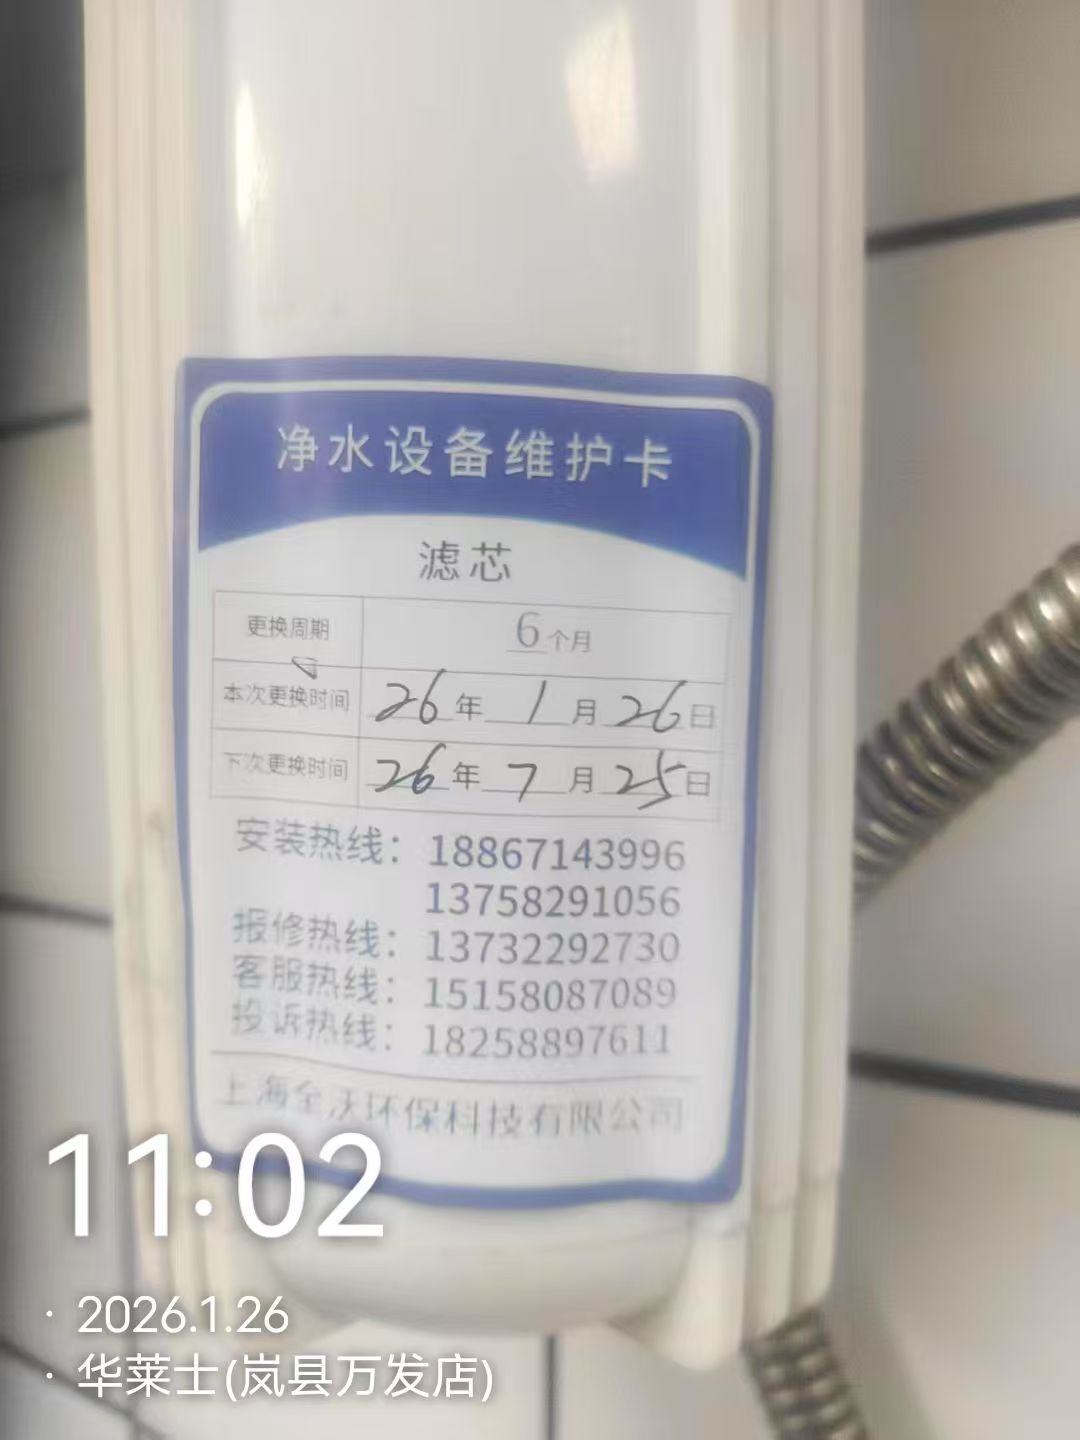 净水设备维护卡
滤芯
更换周期 6个月
本次更换时间 26年1月26日
下次更换时间 26年7月25日
安装热线：18867143996
13758291056
报修热线：13732292730
客服热线：15158087089
投诉热线：18258897611
上海全沃环保科技有限公司
11:02
· 2026.1.26
· 华莱士(岚县万发店)